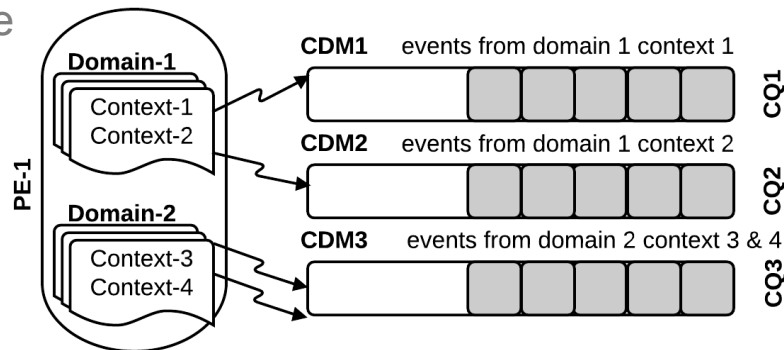 e
PE-1
Domain-1
Context-1
Context-2
Domain-2
Context-3
Context-4
CDM1 events from domain 1 context 1
CQ1
CDM2 events from domain 1 context 2
CQ2
CDM3 events from domain 2 context 3 & 4
CQ3